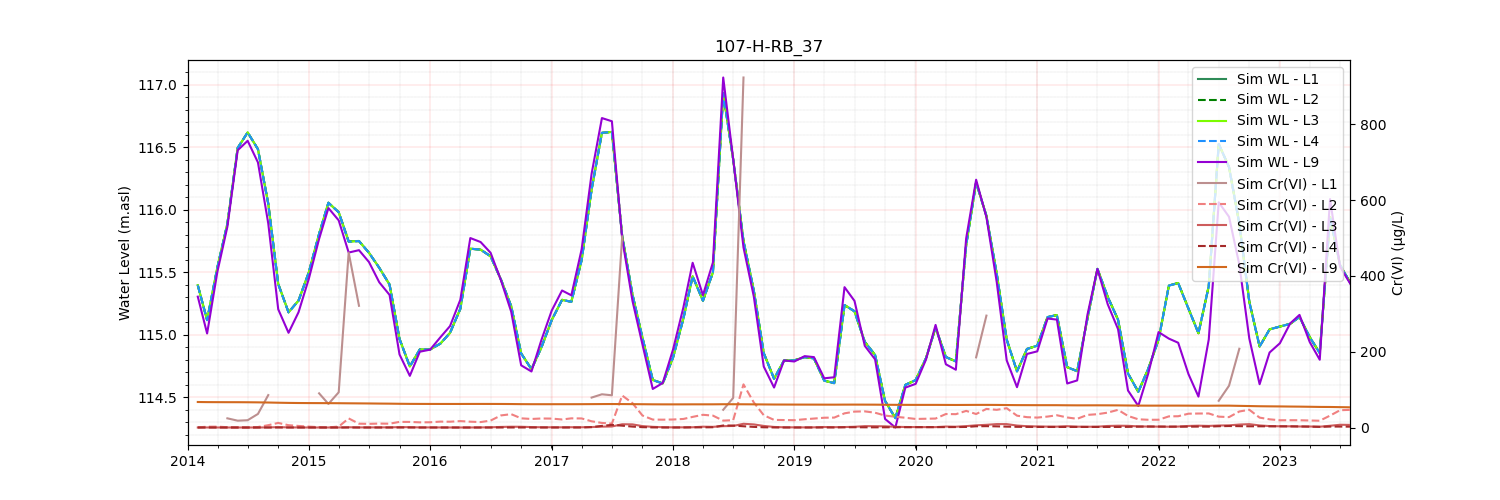 107-H-RB_37
117.0
116.5
116.0
115.5
115.0
114.5
Water Level (m.asl)
800
600
400
200
0
Cr(VI) (µg/L)
Sim WL - L1
Sim WL - L2
Sim WL - L3
Sim WL - L4
Sim WL - L9
Sim Cr(VI) - L1
Sim Cr(VI) - L2
Sim Cr(VI) - L3
Sim Cr(VI) - L4
Sim Cr(VI) - L9
2014 2015 2016 2017 2018 2019 2020 2021 2022 2023